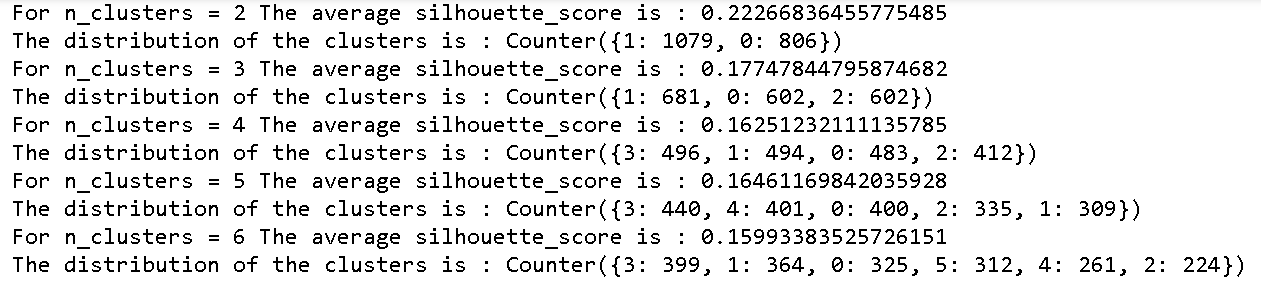 For n_clusters = 2 The average silhouette_score is : 0.22266836455775485
The distribution of the clusters is : Counter({1: 1079, 0: 806})
For n_clusters = 3 The average silhouette_score is : 0.17747844795874682
The distribution of the clusters is : Counter({1: 681, 0: 602, 2: 602})
For n_clusters = 4 The average silhouette_score is : 0.16251232111135785
The distribution of the clusters is : Counter({3: 496, 1: 494, 0: 483, 2: 412})
For n_clusters = 5 The average silhouette_score is : 0.16461169842035928
The distribution of the clusters is : Counter({3: 440, 4: 401, 0: 400, 2: 335, 1: 309})
For n_clusters = 6 The average silhouette_score is : 0.15993383525726151
The distribution of the clusters is : Counter({3: 399, 1: 364, 0: 325, 5: 312, 4: 261, 2: 224})